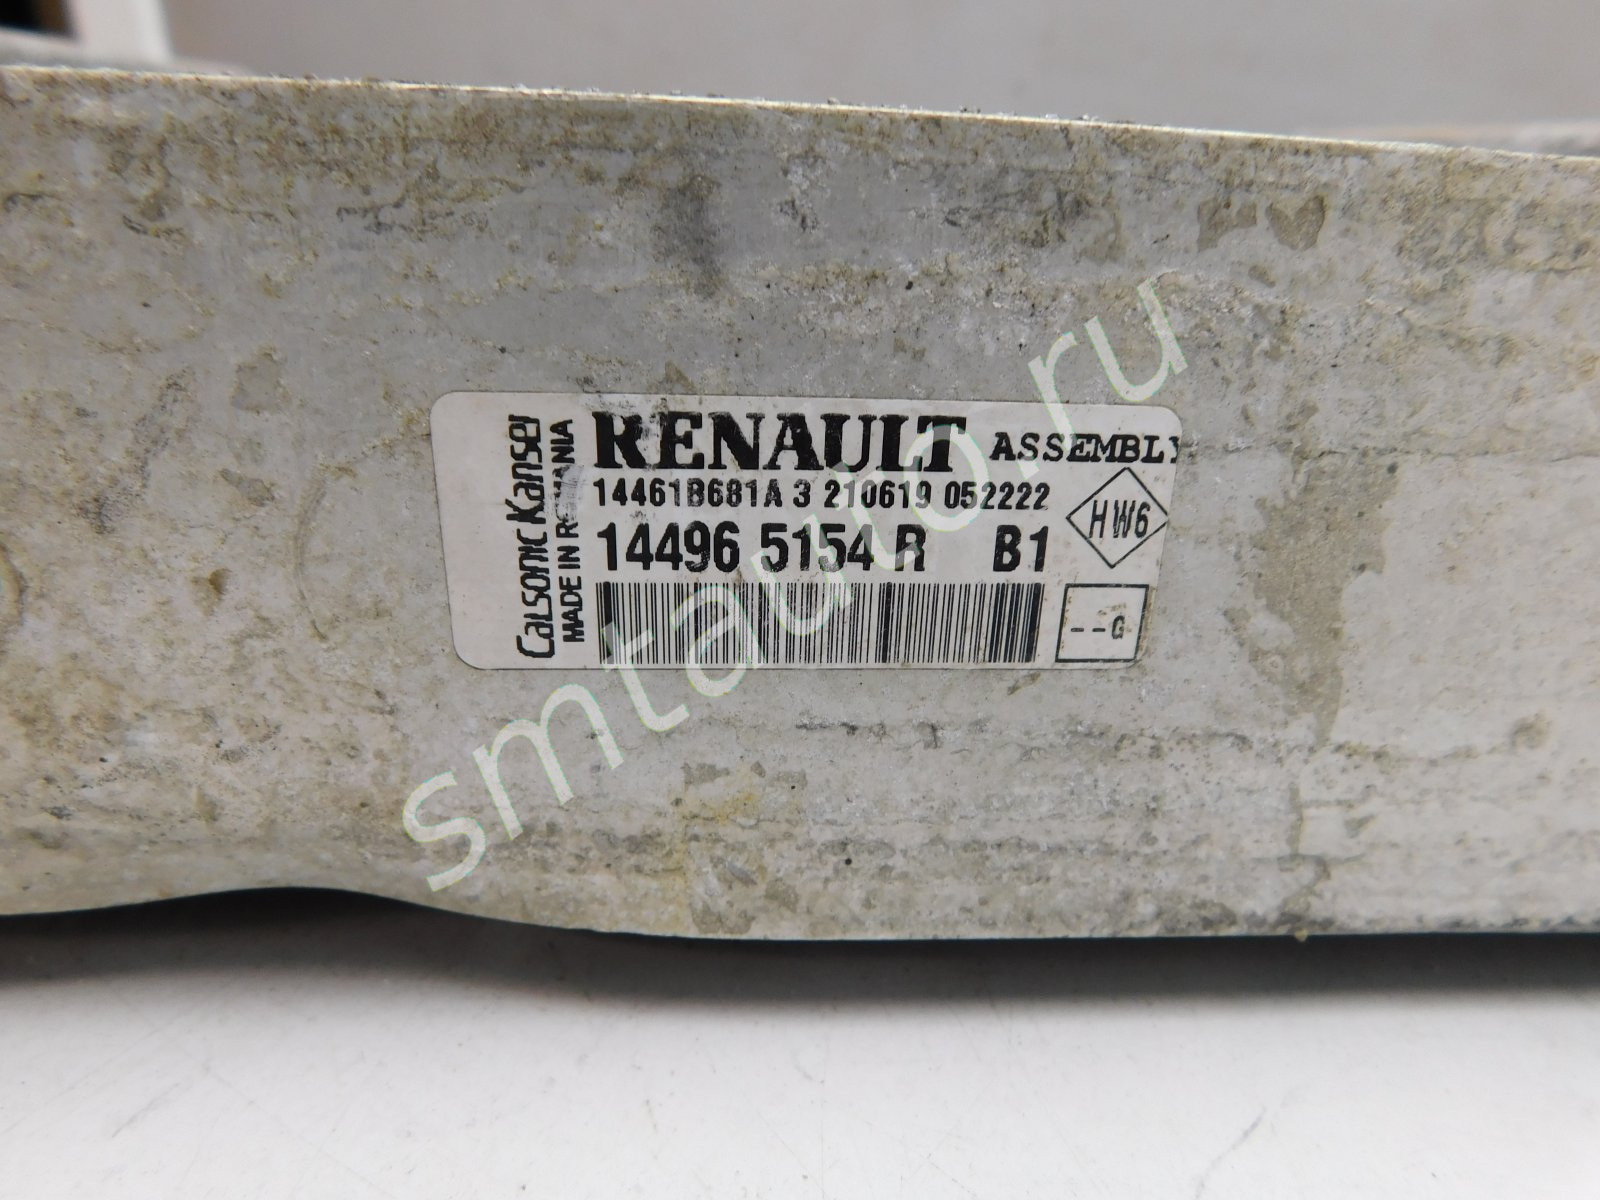 Calsonic Kansei
MADE IN ROMANIA
RENAULT ASSEMBLY
14461B681A 3 210619 052222
14496 5154 R B1
HW6
--G
smtauto.ru